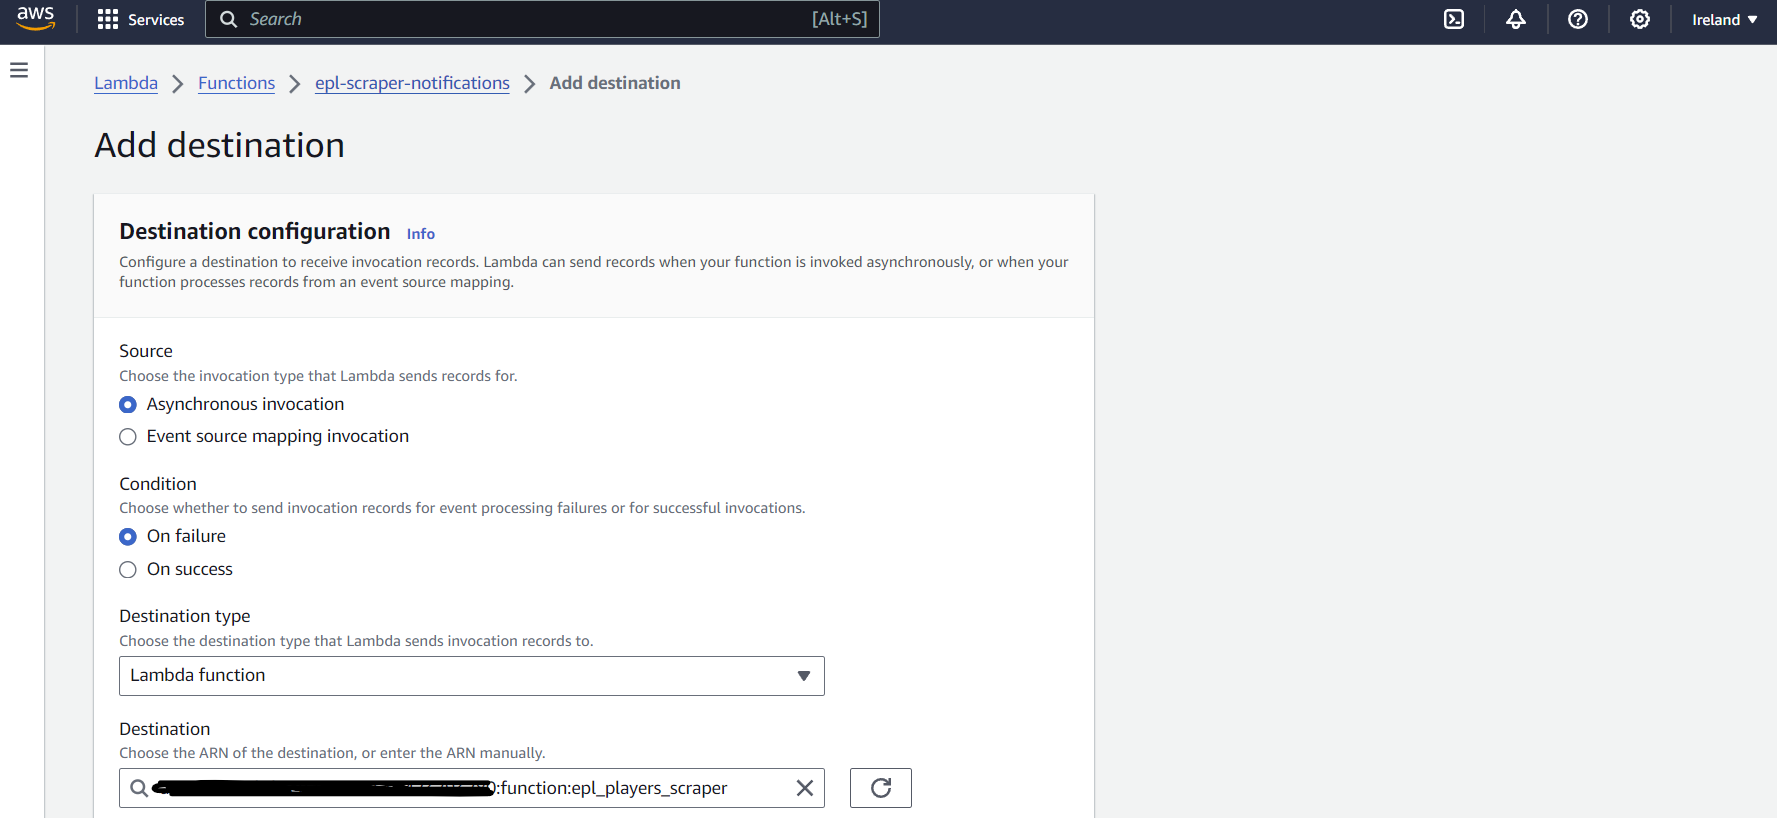 aws Services Search [Alt+S] Ireland
Lambda Functions epl-scraper-notifications Add destination
Add destination
Destination configuration Info
Configure a destination to receive invocation records. Lambda can send records when your function is invoked asynchronously, or when your
function processes records from an event source mapping.
Source
Choose the invocation type that Lambda sends records for.
Asynchronous invocation
Event source mapping invocation
Condition
Choose whether to send invocation records for event processing failures or for successful invocations.
On failure
On success
Destination type
Choose the destination type that Lambda sends invocation records to.
Lambda function
Destination
Choose the ARN of the destination, or enter the ARN manually.
:function:epl_players_scraper